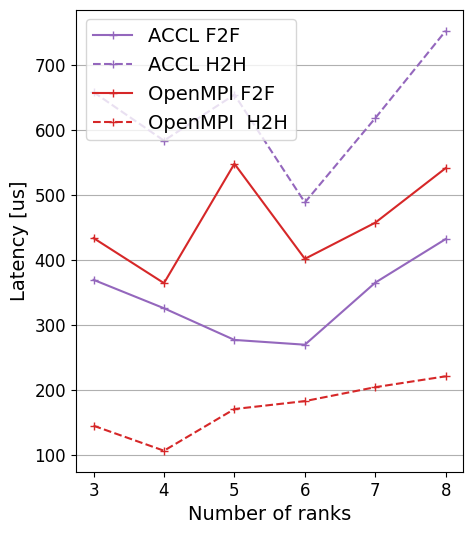 ACCL F2F
ACCL H2H
OpenMPI F2F
OpenMPI  H2H
700
600
500
400
300
200
100
Latency [us]
3 4 5 6 7 8
Number of ranks